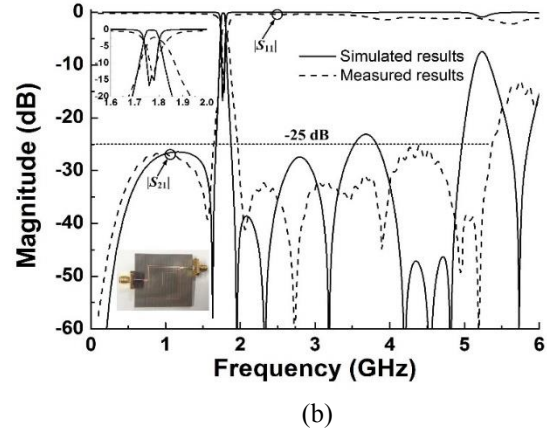 0
-10
-20
-30
-40
-50
-60
Magnitude (dB)
0
-5
-10
-15
-20
1.6 1.7 1.8 1.9 2.0
|S11|
Simulated results
Measured results
-25 dB
|S21|
0 1 2 3 4 5 6
Frequency (GHz)
(b)